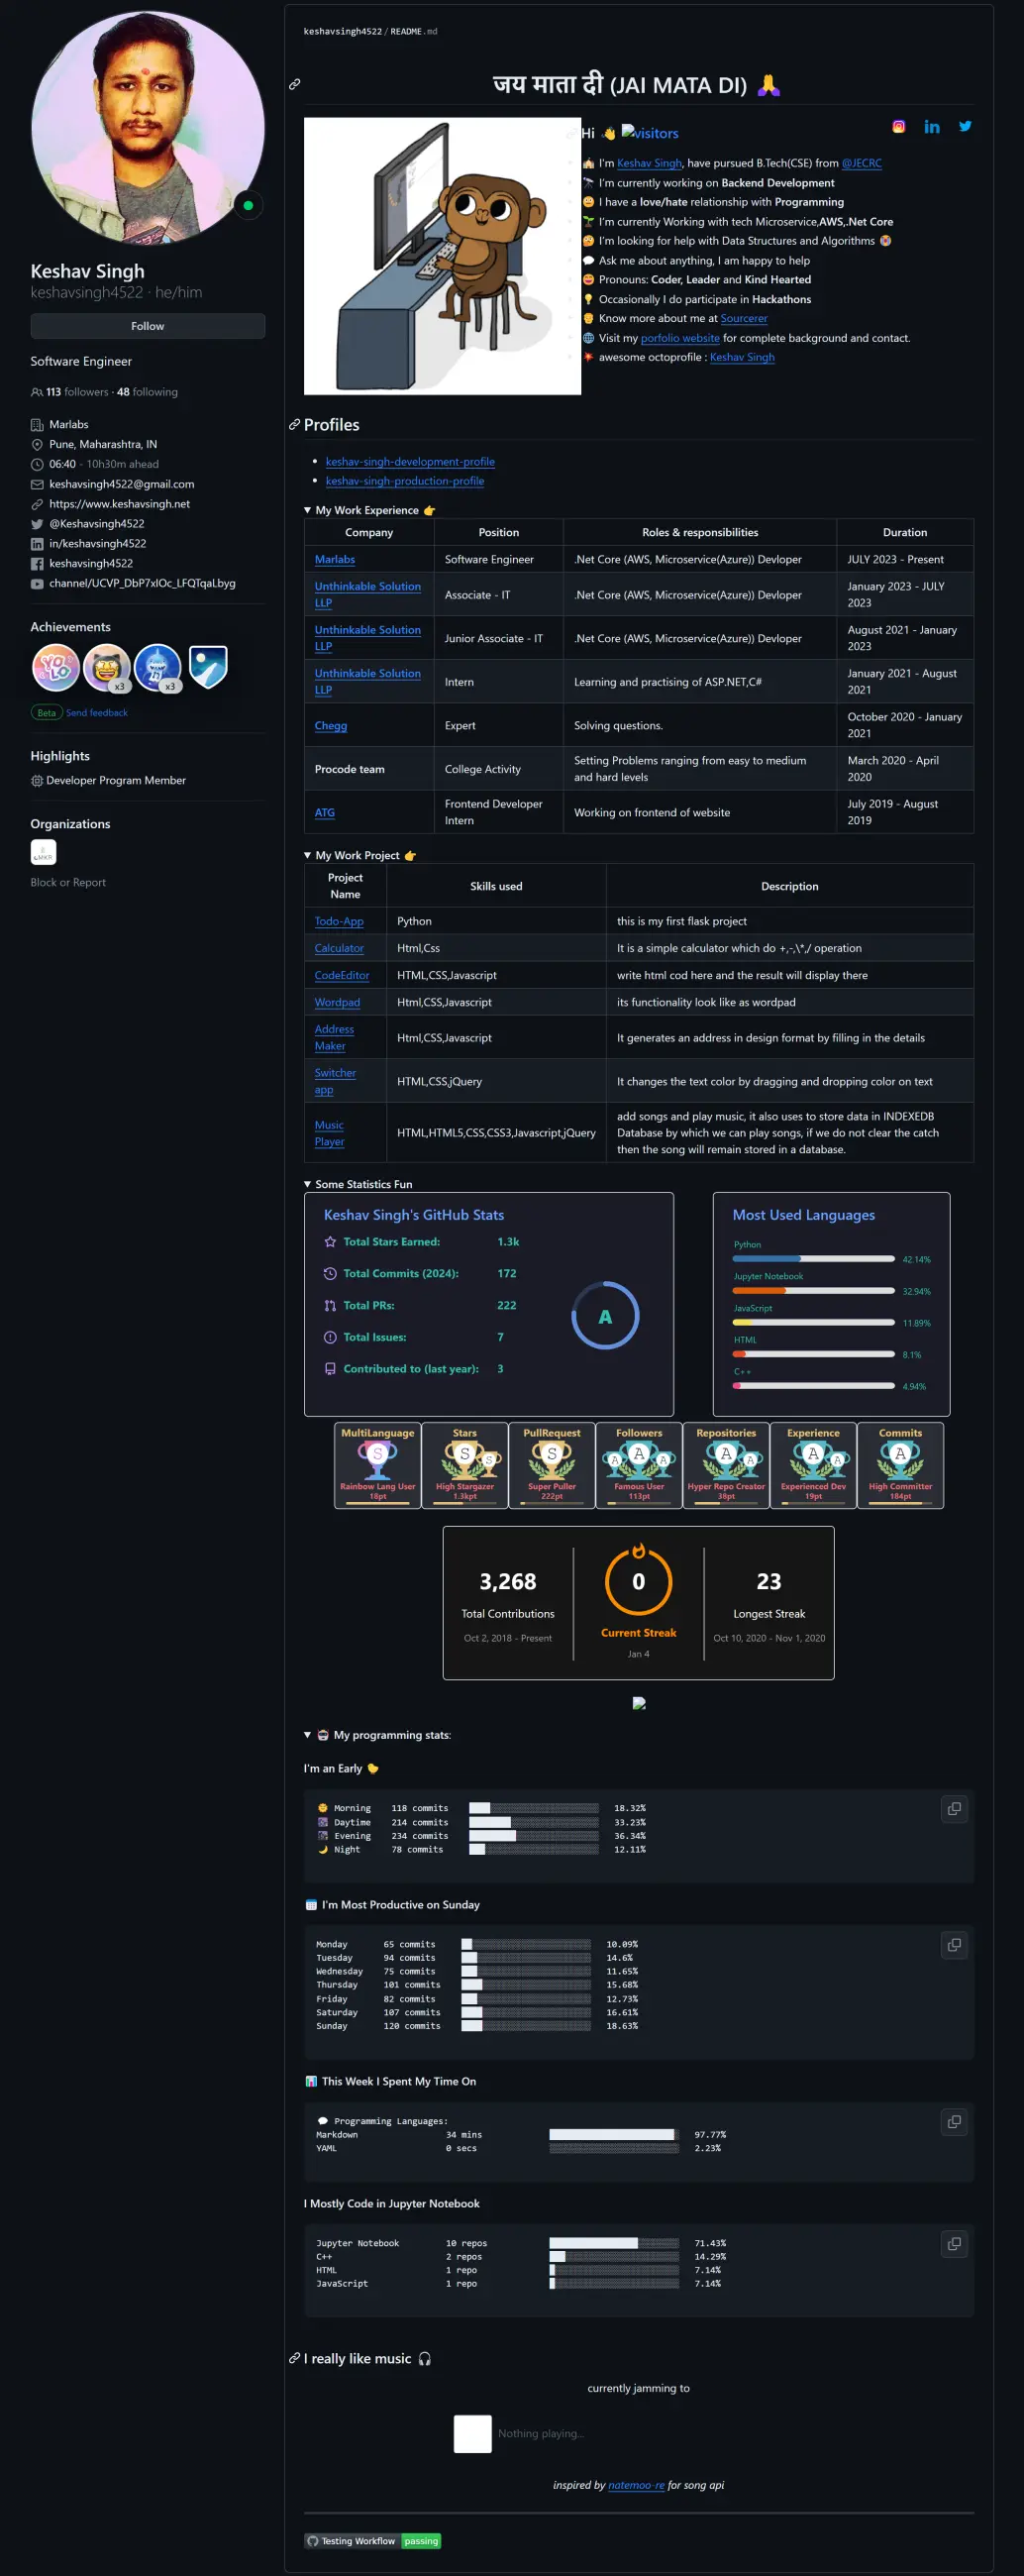 keshavsingh4522 / README.md
जय माता दी (JAI MATA DI) 🙏
Hi 👋 visitors
I'm Keshav Singh, have pursued B.Tech(CSE) from @JECRC
I'm currently working on Backend Development
I have a love/hate relationship with Programming
I'm currently Working with tech Microservice,AWS,.Net Core
I'm looking for help with Data Structures and Algorithms 😭
Ask me about anything, I am happy to help
Pronouns: Coder, Leader and Kind Hearted
Occasionally I do participate in Hackathons
Know more about me at Sourcerer
Visit my porfolio website for complete background and contact.
awesome octoprofile : Keshav Singh
Keshav Singh
keshavsingh4522 · he/him
Follow
Software Engineer
113 followers · 48 following
Marlabs
Pune, Maharashtra, IN
06:40 - 10h30m ahead
keshavsingh4522@gmail.com
https://www.keshavsingh.net
@Keshavsingh4522
in/keshavsingh4522
keshavsingh4522
channel/UCVP_DbP7xIOc_LFQTqaLbyg
Achievements
YOLO
x3
x3
Beta Send feedback
Highlights
Developer Program Member
Organizations
Block or Report
Profiles
keshav-singh-development-profile
keshav-singh-production-profile
My Work Experience 👉
Company Position Roles & responsibilities Duration
Marlabs Software Engineer .Net Core (AWS, Microservice(Azure)) Devloper JULY 2023 - Present
Unthinkable Solution LLP Associate - IT .Net Core (AWS, Microservice(Azure)) Devloper January 2023 - JULY 2023
Unthinkable Solution LLP Junior Associate - IT .Net Core (AWS, Microservice(Azure)) Devloper August 2021 - January 2023
Unthinkable Solution LLP Intern Learning and practising of ASP.NET,C# January 2021 - August 2021
Chegg Expert Solving questions. October 2020 - January 2021
Procode team College Activity Setting Problems ranging from easy to medium and hard levels March 2020 - April 2020
ATG Frontend Developer Intern Working on frontend of website July 2019 - August 2019
My Work Project 👉
Project Name Skills used Description
Todo-App Python this is my first flask project
Calculator Html,Css It is a simple calculator which do +,-,\*,/ operation
CodeEditor HTML,CSS,Javascript write html cod here and the result will display there
Wordpad Html,CSS,Javascript its functionality look like as wordpad
Address Maker Html,CSS,Javascript It generates an address in design format by filling in the details
Switcher app HTML,CSS,jQuery It changes the text color by dragging and dropping color on text
Music Player HTML,HTML5,CSS,CSS3,Javascript,jQuery add songs and play music, it also uses to store data in INDEXEDB
Database by which we can play songs, if we do not clear the catch
then the song will remain stored in a database.
Some Statistics Fun
Keshav Singh's GitHub Stats
Total Stars Earned: 1.3k
Total Commits (2024): 172
Total PRs: 222
Total Issues: 7
Contributed to (last year): 3
A
Most Used Languages
Python
42.14%
Jupyter Notebook
32.94%
JavaScript
11.89%
HTML
8.1%
C++
4.94%
MultiLanguage Stars PullRequest Followers Repositories Experience Commits
S S S S A A A A A A A A A
Rainbow Lang User High Stargazer Super Puller Famous User Hyper Repo Creator Experienced Dev High Committer
18pt 1.3kpt 222pt 113pt 38pt 19pt 184pt
3,268 0 23
Total Contributions Current Streak Longest Streak
Oct 2, 2018 - Present Jan 4 Oct 10, 2020 - Nov 1, 2020
My programming stats:
I'm an Early 🐤
Morning 118 commits 18.32%
Daytime 214 commits 33.23%
Evening 234 commits 36.34%
Night 78 commits 12.11%
I'm Most Productive on Sunday
Monday 65 commits 10.09%
Tuesday 94 commits 14.6%
Wednesday 75 commits 11.65%
Thursday 101 commits 15.68%
Friday 82 commits 12.73%
Saturday 107 commits 16.61%
Sunday 120 commits 18.63%
This Week I Spent My Time On
Programming Languages:
Markdown 34 mins 97.77%
YAML 0 secs 2.23%
I Mostly Code in Jupyter Notebook
Jupyter Notebook 10 repos 71.43%
C++ 2 repos 14.29%
HTML 1 repo 7.14%
JavaScript 1 repo 7.14%
I really like music 🎧
currently jamming to
Nothing playing...
inspired by natemoo-re for song api
Testing Workflow passing